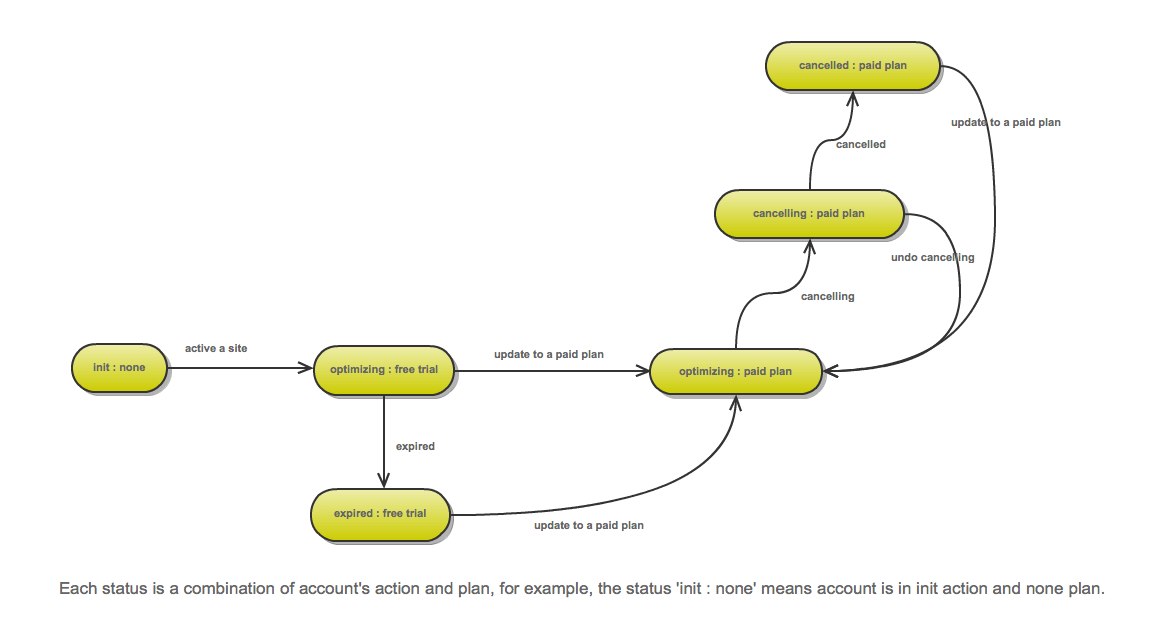 cancelled : paid plan
update to a paid plan
cancelled
cancelling : paid plan
undo cancelling
cancelling
active a site
update to a paid plan
init : none
optimizing : free trial
optimizing : paid plan
expired
expired : free trial
update to a paid plan
Each status is a combination of account's action and plan, for example, the status 'init : none' means account is in init action and none plan.